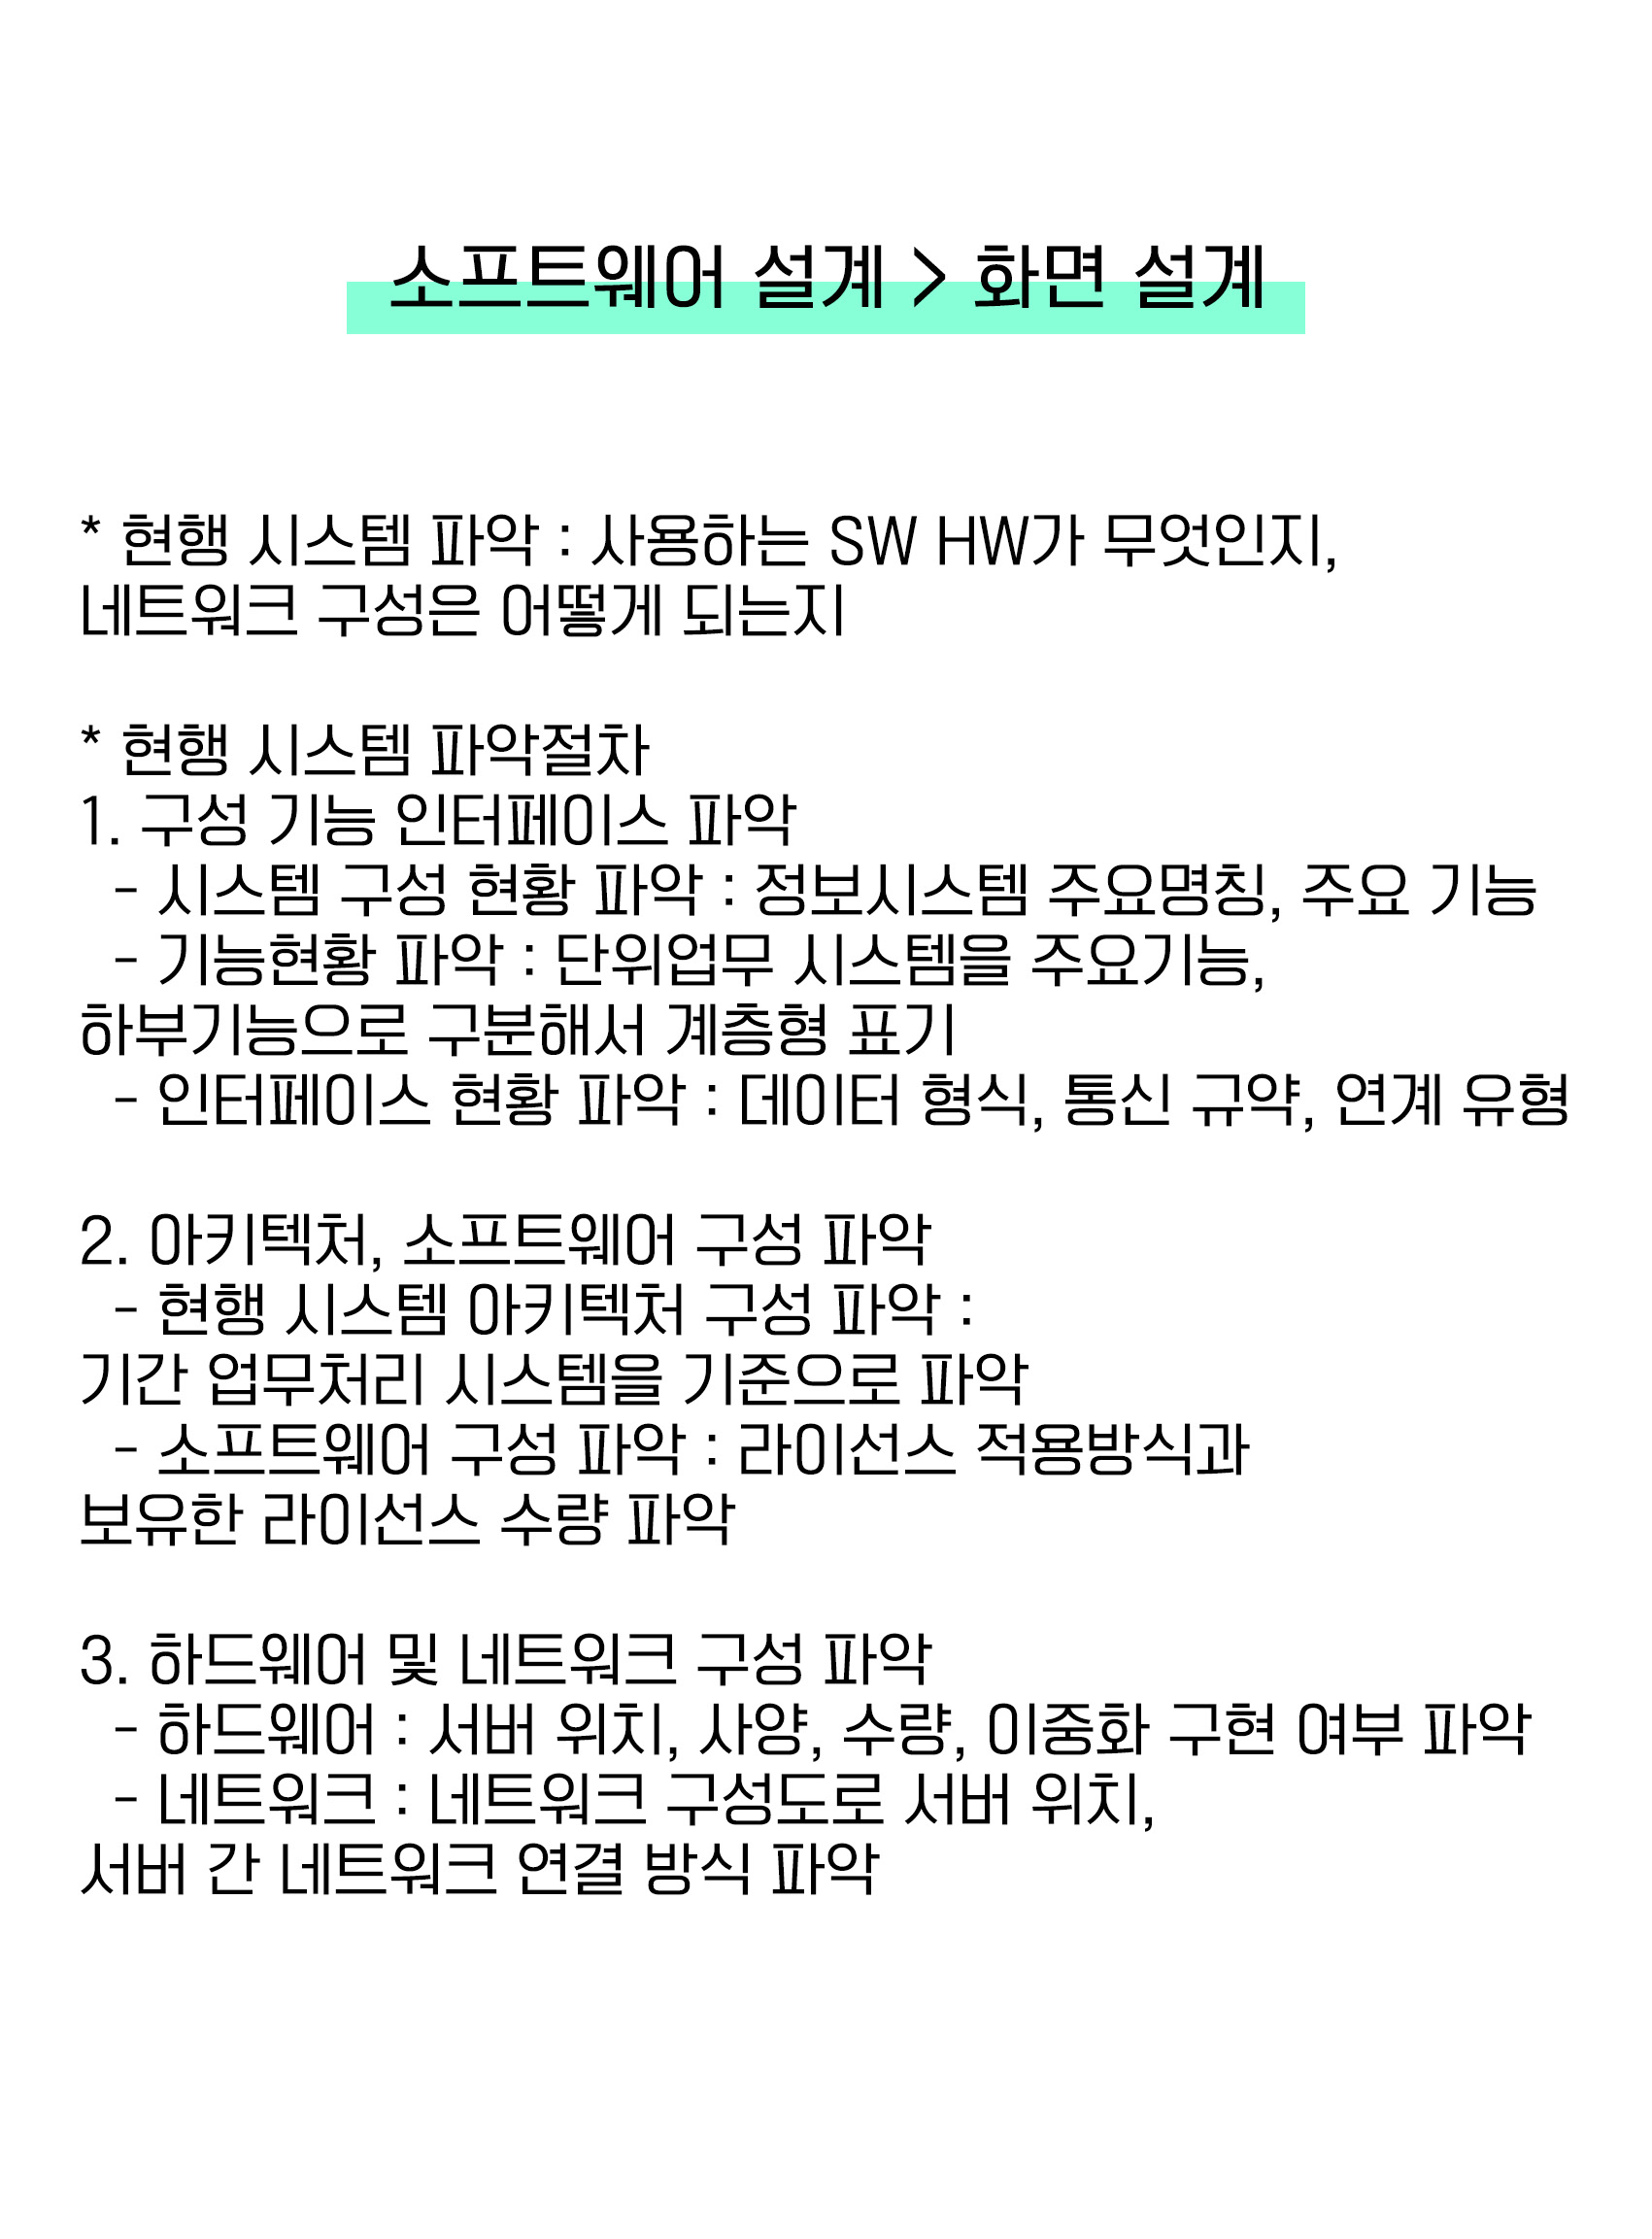 소프트웨어 설계 > 화면 설계
* 현행 시스템 파악 : 사용하는 SW HW가 무엇인지,
네트워크 구성은 어떻게 되는지
* 현행 시스템 파악절차
1. 구성 기능 인터페이스 파악
- 시스템 구성 현황 파악 : 정보시스템 주요명칭, 주요 기능
- 기능현황 파악 : 단위업무 시스템을 주요기능,
하부기능으로 구분해서 계층형 표기
- 인터페이스 현황 파악 : 데이터 형식, 통신 규약, 연계 유형
2. 아키텍처, 소프트웨어 구성 파악
- 현행 시스템 아키텍처 구성 파악 :
기간 업무처리 시스템을 기준으로 파악
- 소프트웨어 구성 파악 : 라이선스 적용방식과
보유한 라이선스 수량 파악
3. 하드웨어 및 네트워크 구성 파악
- 하드웨어 : 서버 위치, 사양, 수량, 이중화 구현 여부 파악
- 네트워크 : 네트워크 구성도로 서버 위치,
서버 간 네트워크 연결 방식 파악